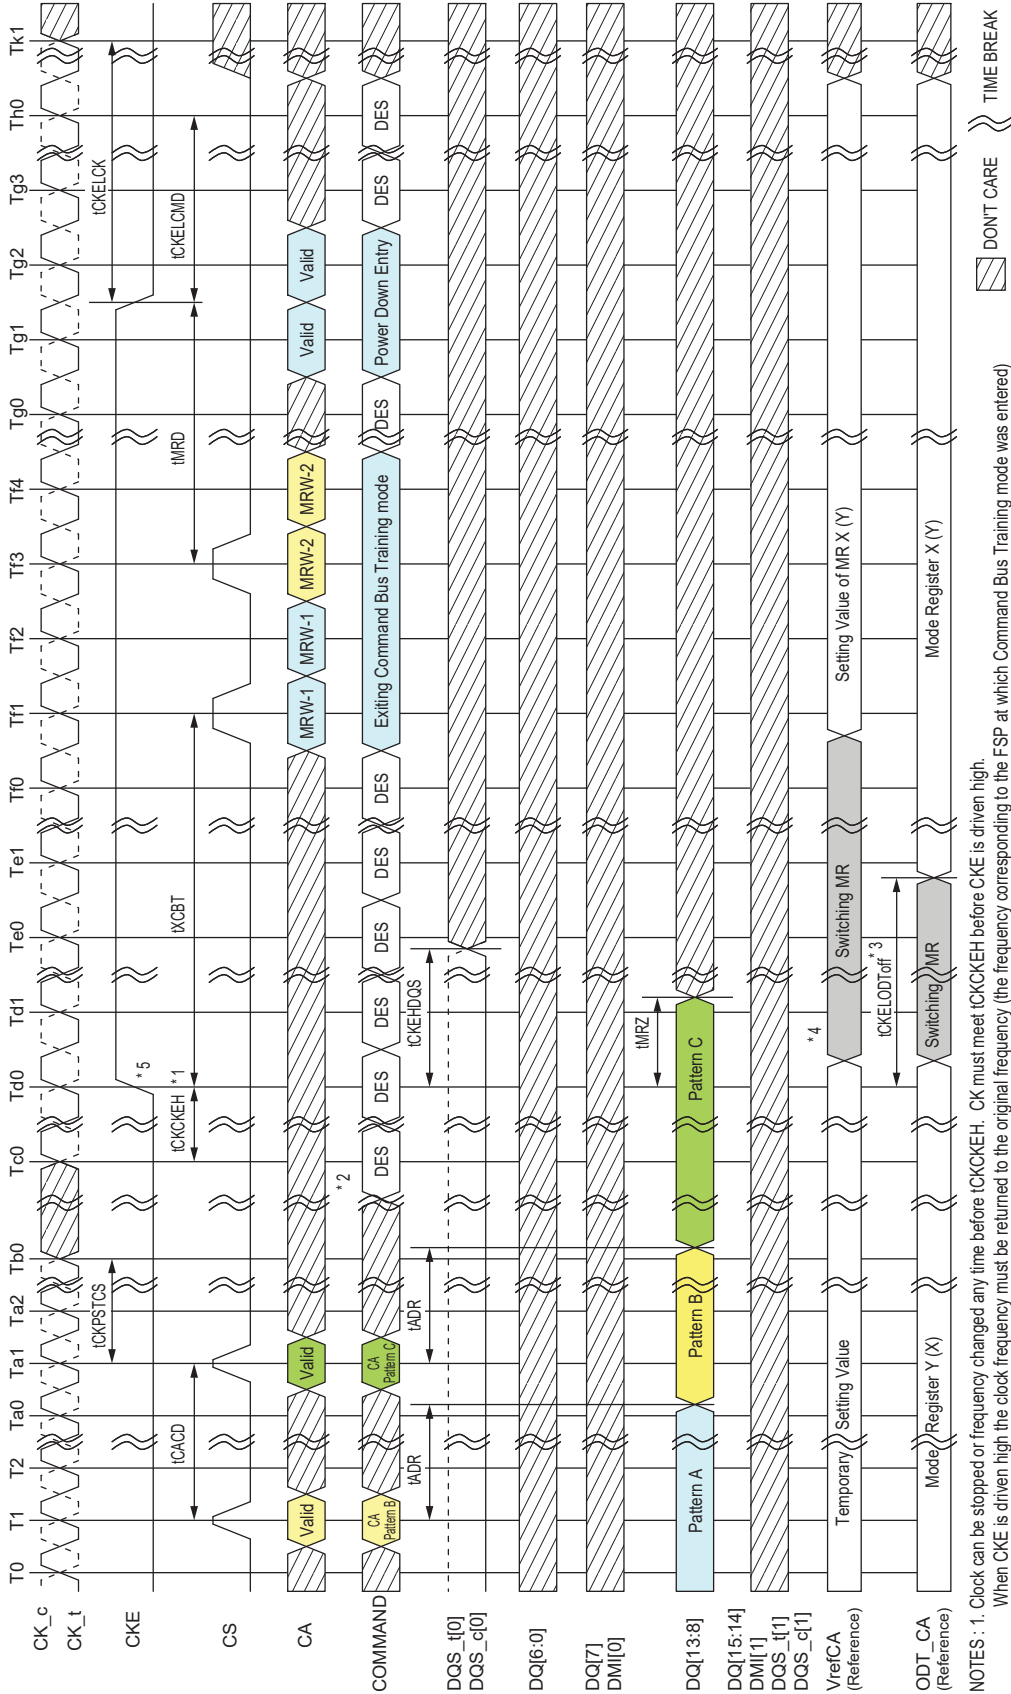 T0 T1 T2 Ta0 Ta1 Ta2 Tb0 Tc0 Td0 Td1 Te0 Te1 Tf0 Tf1 Tf2 Tf3 Tf4 Tg0 Tg1 Tg2 Tg3 Th0 Tk1
CK_c
CK_t
tCKPSTCS
tCKCKEH *1
tXCBT
tMRD
tCKELCK
CKE
* 5
tCACD
tCKELCMD
CS
CA
Valid Valid MRW-1 MRW-1 MRW-2 MRW-2 Valid Valid
* 2
COMMAND
CA Pattern B
CA Pattern C
DES DES DES DES DES DES Exiting Command Bus Training mode DES Power Down Entry DES DES
tADR tADR tCKEHDQS
DQS_t[0]
DQS_c[0]
DQ[6:0]
DQ[7]
DMI[0]
tMRZ
DQ[13:8]
Pattern A Pattern B Pattern C
DQ[15:14]
DMI[1]
DQS_t[1]
DQS_c[1]
* 4
VrefCA
(Reference)
Temporary Setting Value Switching MR Setting Value of MR X (Y)
tCKELODToff * 3
ODT_CA
(Reference)
Mode Register Y (X) Switching MR Mode Register X (Y)
DON'T CARE TIME BREAK
NOTES : 1. Clock can be stopped or frequency changed any time before tCKCKEH. CK must meet tCKCKEH before CKE is driven high.
When CKE is driven high the clock frequency must be returned to the original frequency (the frequency corresponding to the FSP at which Command Bus Training mode was entered)